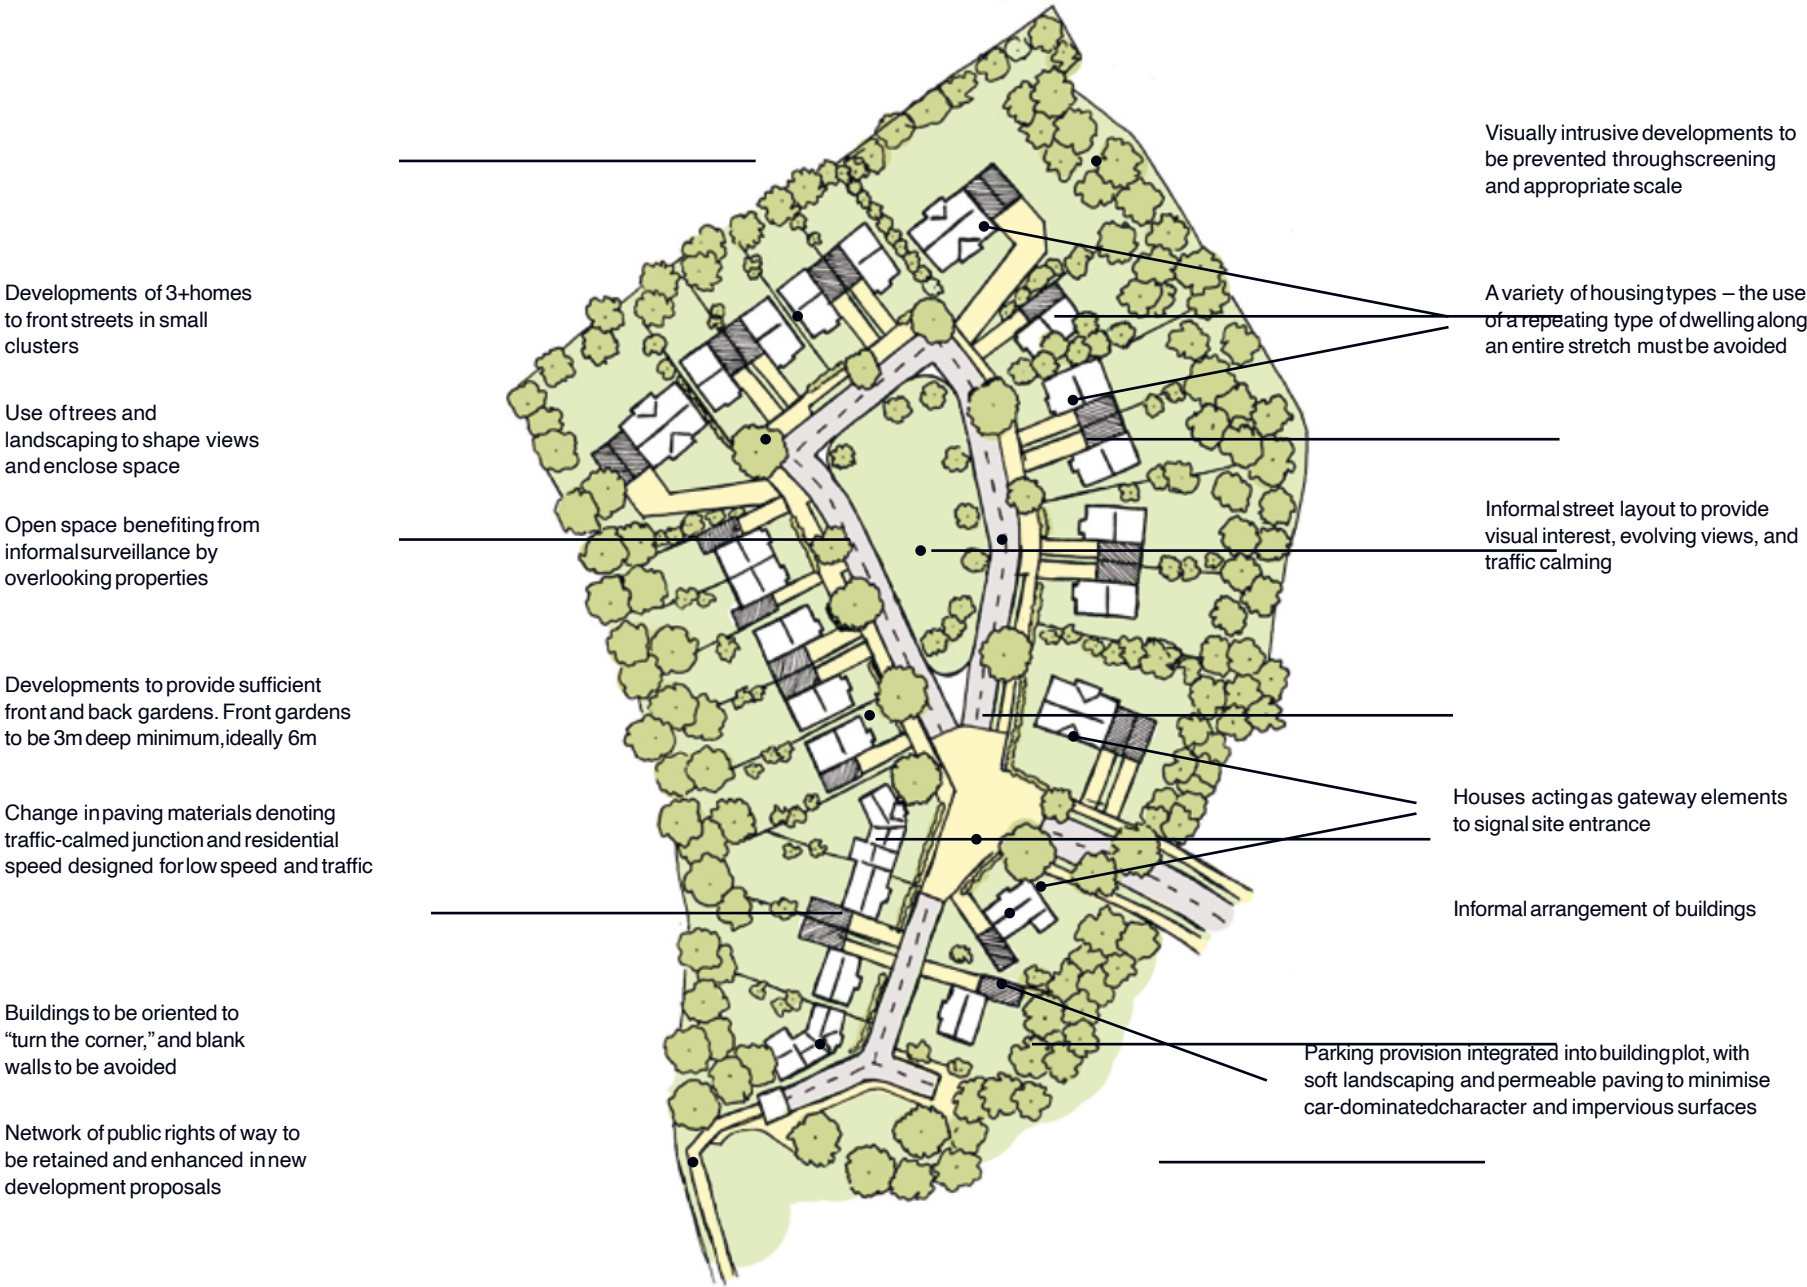 Developments of 3+homes
to front streets in small
clusters
Use of trees and
landscaping to shape views
and enclose space
Open space benefiting from
informal surveillance by
overlooking properties
Developments to provide sufficient
front and back gardens. Front gardens
to be 3m deep minimum, ideally 6m
Change in paving materials denoting
traffic-calmed junction and residential
speed designed for low speed and traffic
Buildings to be oriented to
“turn the corner,” and blank
walls to be avoided
Network of public rights of way to
be retained and enhanced in new
development proposals
Visually intrusive developments to
be prevented throughscreening
and appropriate scale
A variety of housing types – the use
of a repeating type of dwelling along
an entire stretch must be avoided
Informal street layout to provide
visual interest, evolving views, and
traffic calming
Houses acting as gateway elements
to signal site entrance
Informal arrangement of buildings
Parking provision integrated into building plot, with
soft landscaping and permeable paving to minimise
car-dominatedcharacter and impervious surfaces